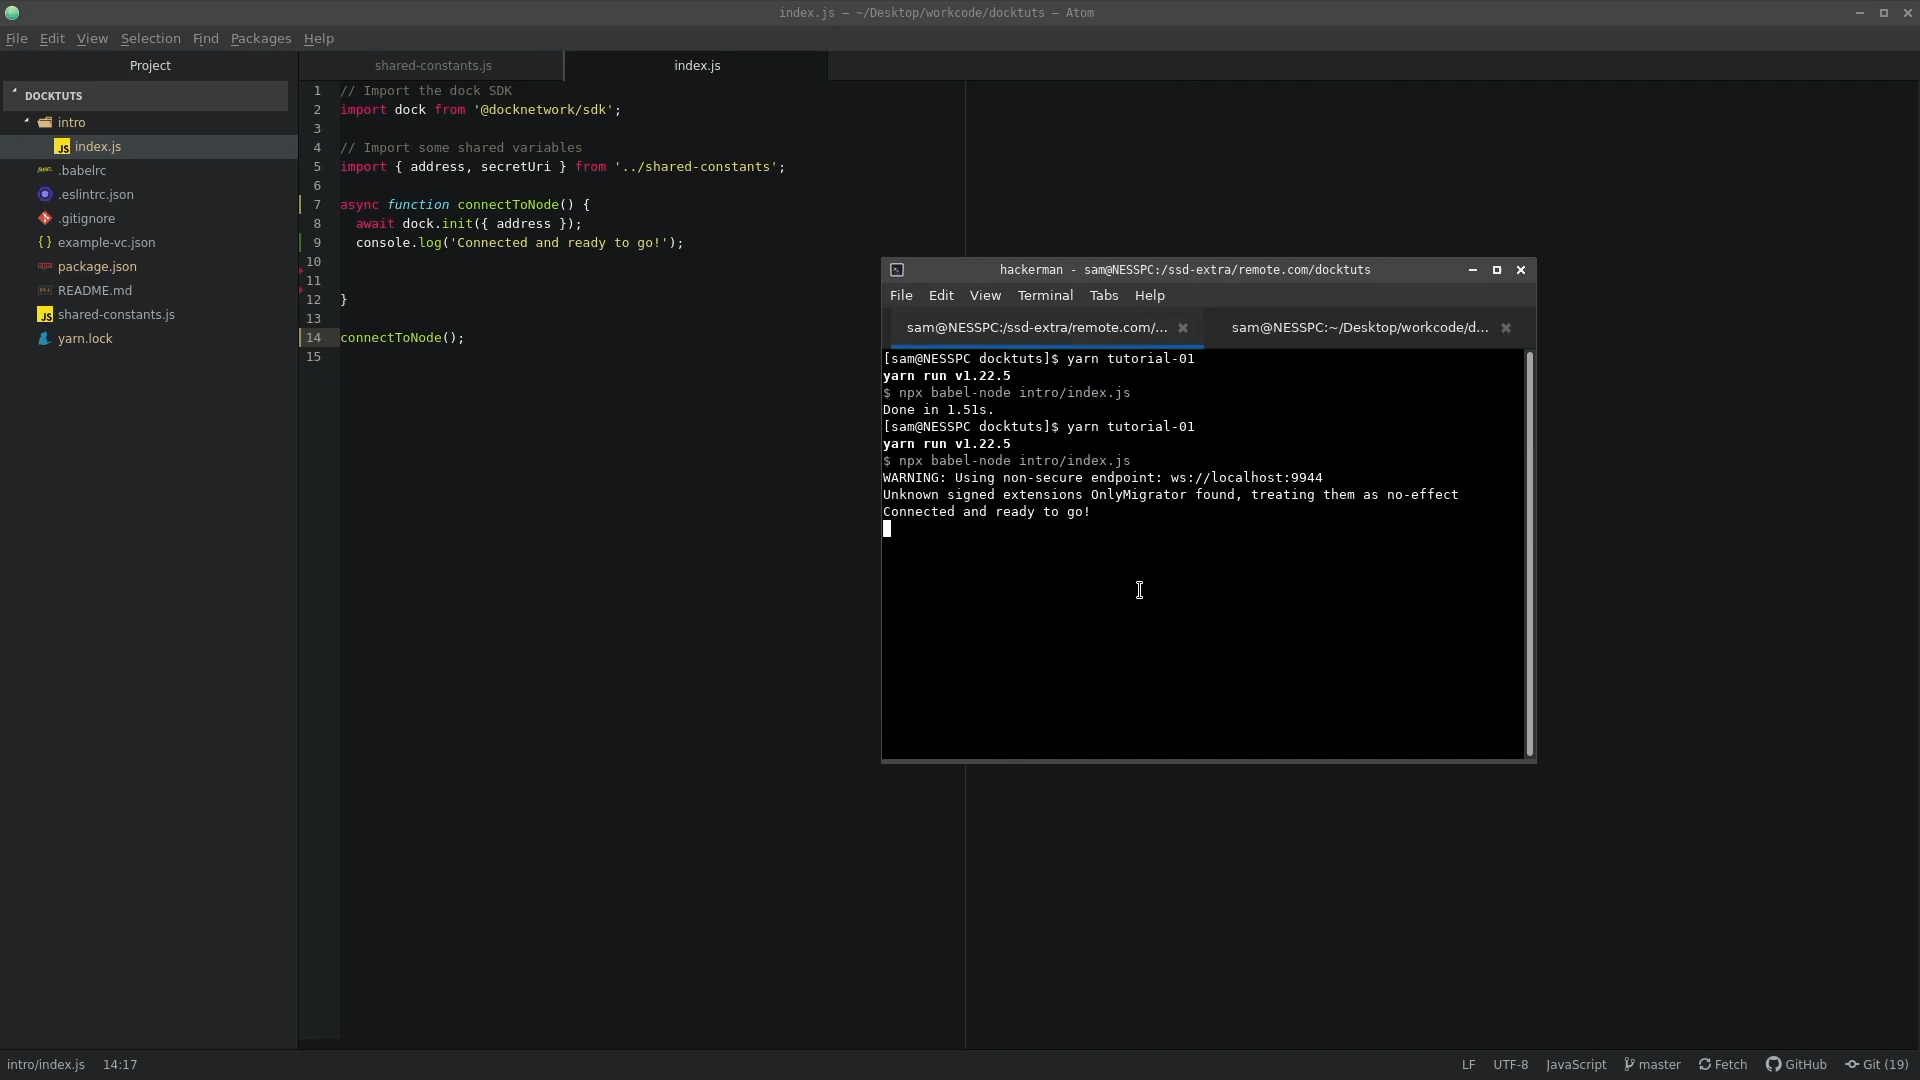 index.js — ~/Desktop/workcode/docktuts — Atom
File Edit View Selection Find Packages Help
Project
DOCKTUTS
intro
index.js
.babelrc
.eslintrc.json
.gitignore
example-vc.json
package.json
README.md
shared-constants.js
yarn.lock
shared-constants.js index.js
1 // Import the dock SDK
2 import dock from '@docknetwork/sdk';
3
4 // Import some shared variables
5 import { address, secretUri } from '../shared-constants';
6
7 async function connectToNode() {
8 await dock.init({ address });
9 console.log('Connected and ready to go!');
10
11
12 }
13
14 connectToNode();
15
hackerman - sam@NESSPC:/ssd-extra/remote.com/docktuts
File Edit View Terminal Tabs Help
sam@NESSPC:/ssd-extra/remote.com/... sam@NESSPC:~/Desktop/workcode/d...
[sam@NESSPC docktuts]$ yarn tutorial-01
yarn run v1.22.5
$ npx babel-node intro/index.js
Done in 1.51s.
[sam@NESSPC docktuts]$ yarn tutorial-01
yarn run v1.22.5
$ npx babel-node intro/index.js
WARNING: Using non-secure endpoint: ws://localhost:9944
Unknown signed extensions OnlyMigrator found, treating them as no-effect
Connected and ready to go!
intro/index.js 14:17 LF UTF-8 JavaScript master Fetch GitHub Git (19)